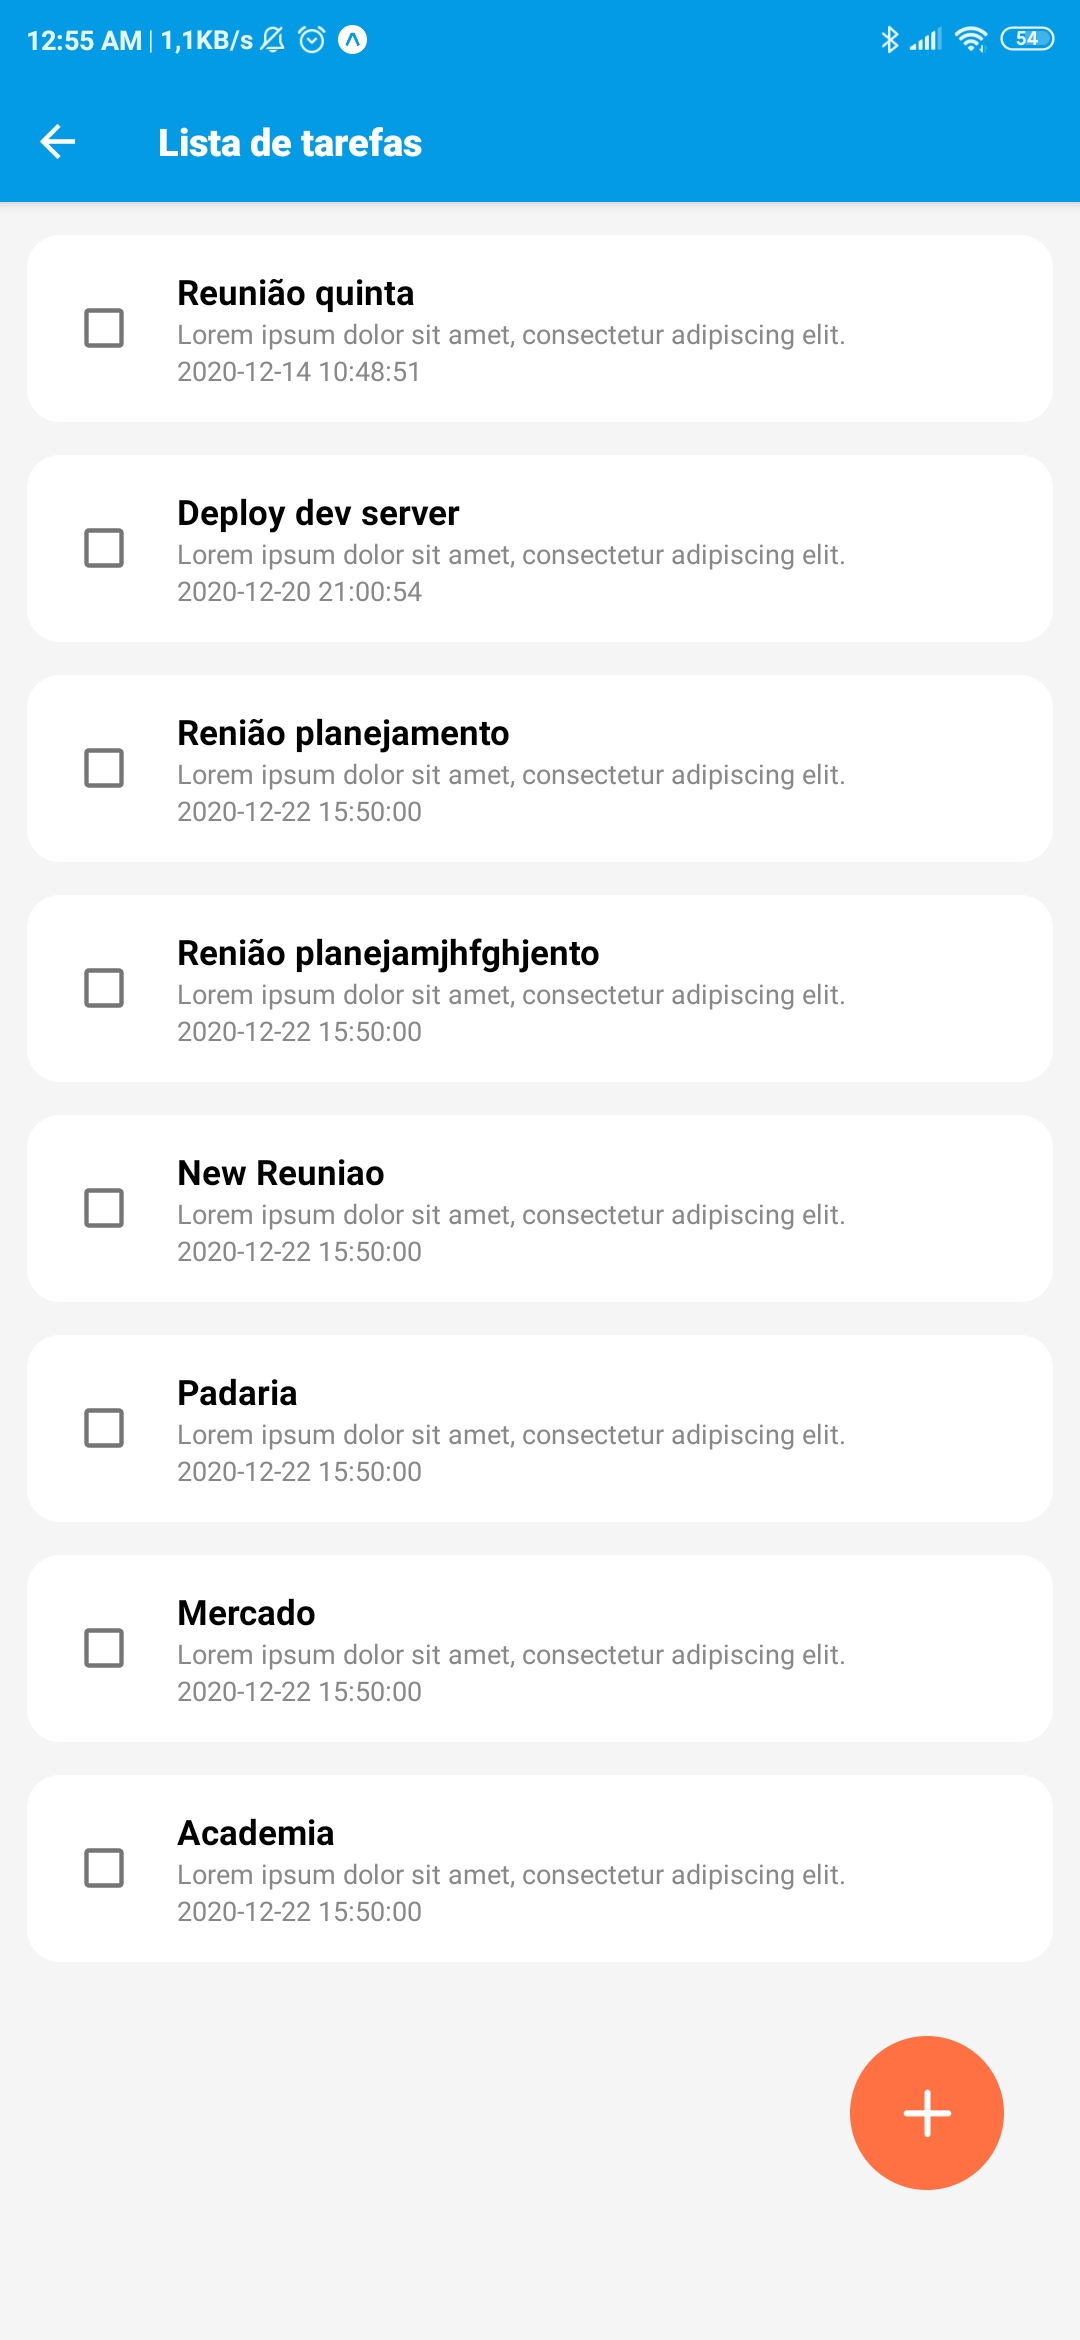 12:55 AM | 1,1KB/s
54
Lista de tarefas
Reunião quinta
Lorem ipsum dolor sit amet, consectetur adipiscing elit.
2020-12-14 10:48:51
Deploy dev server
Lorem ipsum dolor sit amet, consectetur adipiscing elit.
2020-12-20 21:00:54
Renião planejamento
Lorem ipsum dolor sit amet, consectetur adipiscing elit.
2020-12-22 15:50:00
Renião planejamjhfghjento
Lorem ipsum dolor sit amet, consectetur adipiscing elit.
2020-12-22 15:50:00
New Reuniao
Lorem ipsum dolor sit amet, consectetur adipiscing elit.
2020-12-22 15:50:00
Padaria
Lorem ipsum dolor sit amet, consectetur adipiscing elit.
2020-12-22 15:50:00
Mercado
Lorem ipsum dolor sit amet, consectetur adipiscing elit.
2020-12-22 15:50:00
Academia
Lorem ipsum dolor sit amet, consectetur adipiscing elit.
2020-12-22 15:50:00